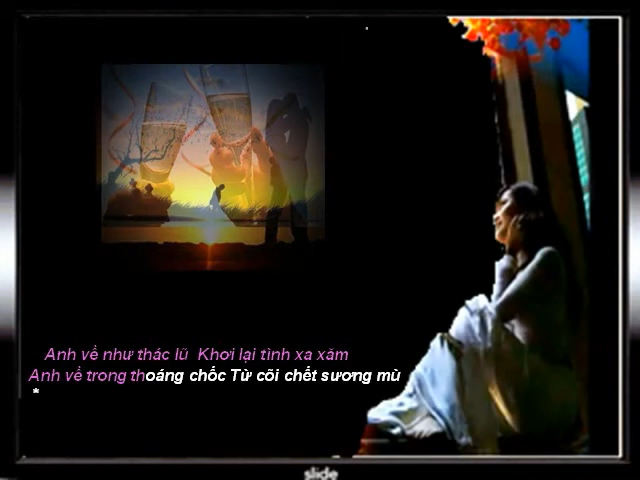 Anh về như thác lũ  Khơi lại tình xa xăm
Anh về trong thoáng chốc Từ cõi chết sương mù
*
slide